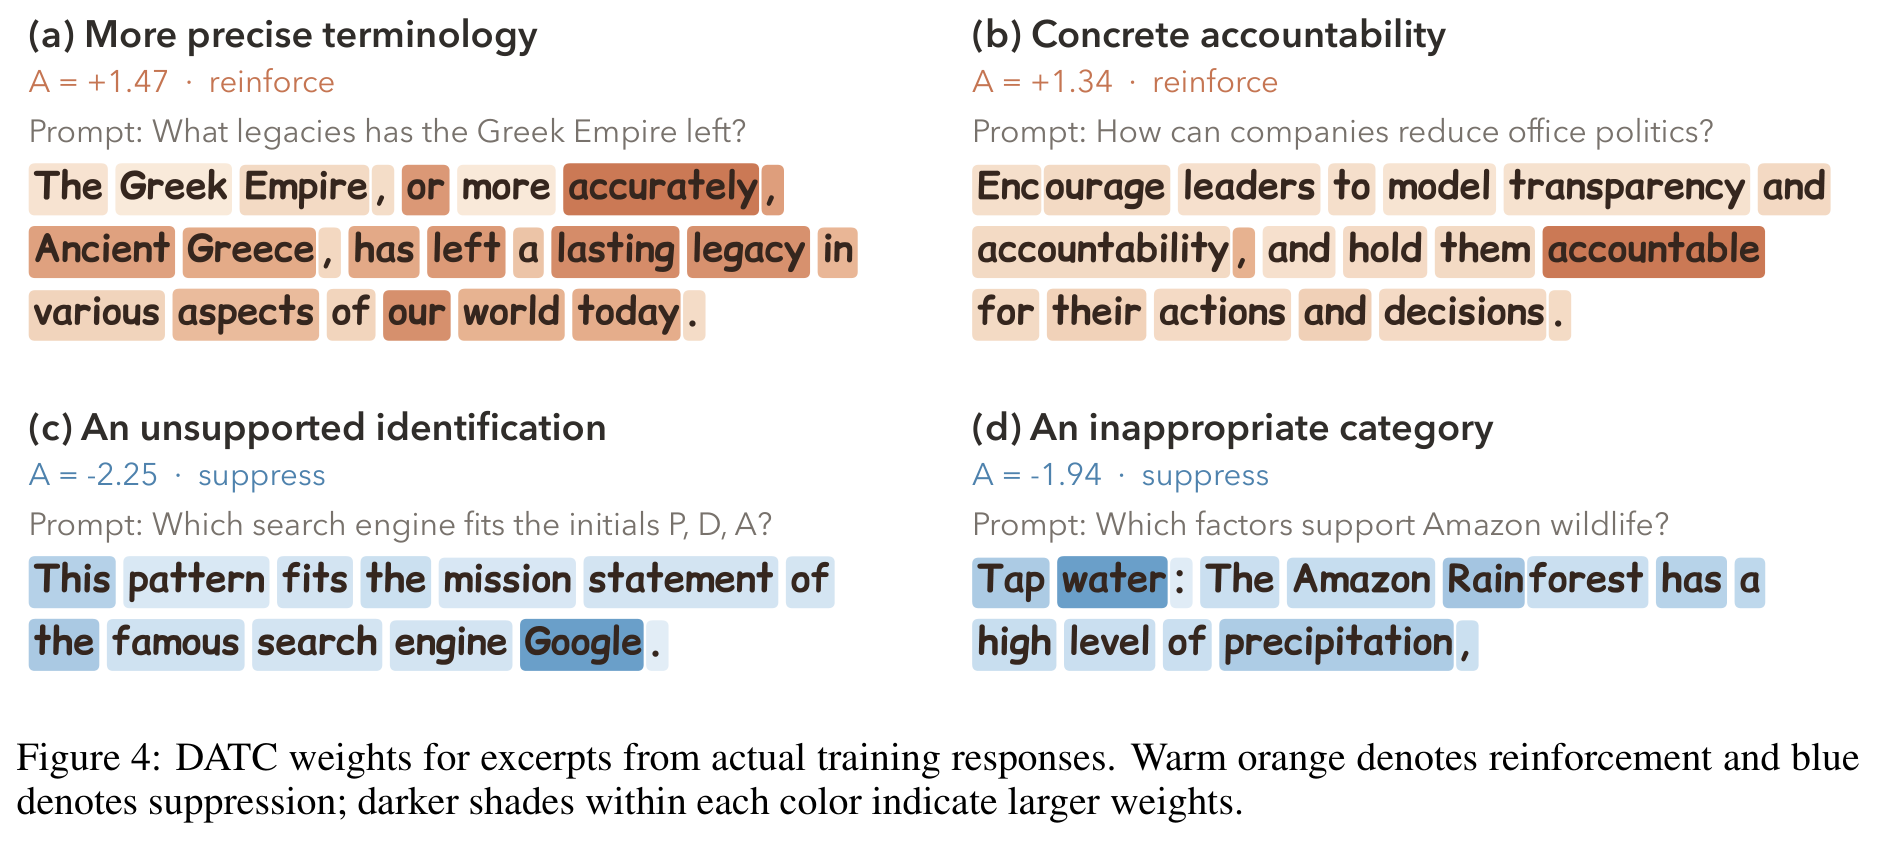 (a) More precise terminology
A = +1.47 · reinforce
Prompt: What legacies has the Greek Empire left?
The Greek Empire, or more accurately,
Ancient Greece, has left a lasting legacy in
various aspects of our world today.
(b) Concrete accountability
A = +1.34 · reinforce
Prompt: How can companies reduce office politics?
Encourage leaders to model transparency and
accountability, and hold them accountable
for their actions and decisions.
(c) An unsupported identification
A = -2.25 · suppress
Prompt: Which search engine fits the initials P, D, A?
This pattern fits the mission statement of
the famous search engine Google.
(d) An inappropriate category
A = -1.94 · suppress
Prompt: Which factors support Amazon wildlife?
Tap water: The Amazon Rainforest has a
high level of precipitation,
Figure 4: DATC weights for excerpts from actual training responses. Warm orange denotes reinforcement and blue
denotes suppression; darker shades within each color indicate larger weights.